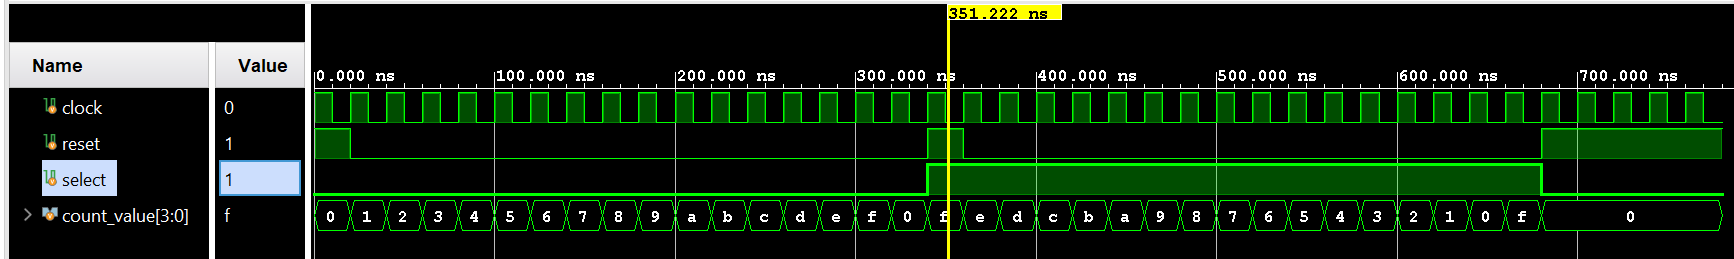 351.222 ns
Name Value
0.000 ns 100.000 ns 200.000 ns 300.000 ns 400.000 ns 500.000 ns 600.000 ns 700.000 ns
clock 0
reset 1
select 1
count_value[3:0] f 0 1 2 3 4 5 6 7 8 9 a b c d e f 0 f e d c b a 9 8 7 6 5 4 3 2 1 0 f 0